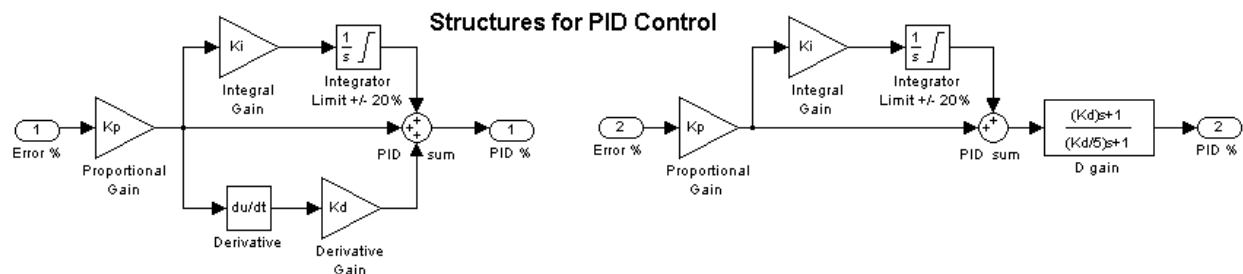 Structures for PID Control
Ki
Integral
Gain
1
s
Integrator
Limit +/- 20%
1
Error %
Kp
Proportional
Gain
+
+
+
PID sum
1
PID %
du/dt
Derivative
Kd
Derivative
Gain
Ki
Integral
Gain
1
s
Integrator
Limit +/- 20%
2
Error %
Kp
Proportional
Gain
+
+
PID sum
(Kd)s+1
(Kd/5)s+1
D gain
2
PID %